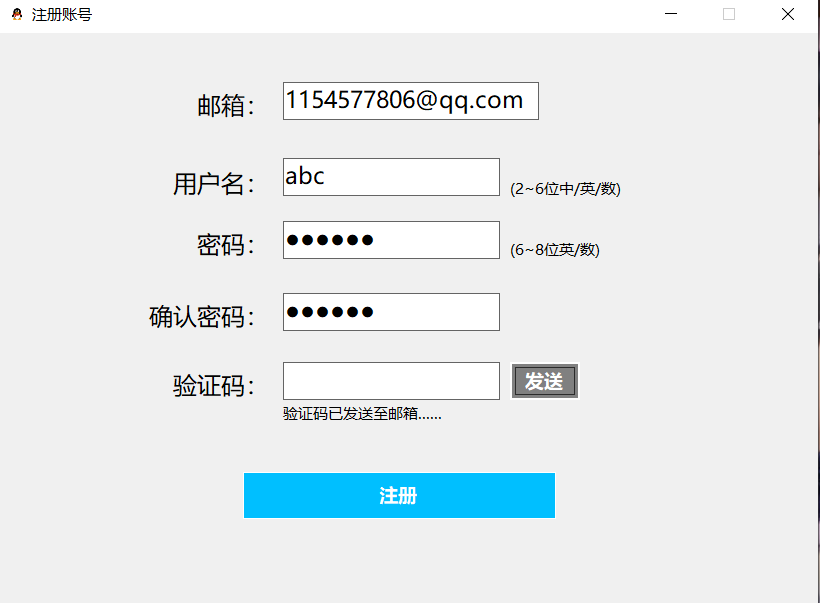 注册账号
邮箱： 1154577806@qq.com
用户名： abc (2~6位中/英/数)
密码： ●●●●●● (6~8位英/数)
确认密码： ●●●●●●
验证码： 发送
验证码已发送至邮箱......
注册